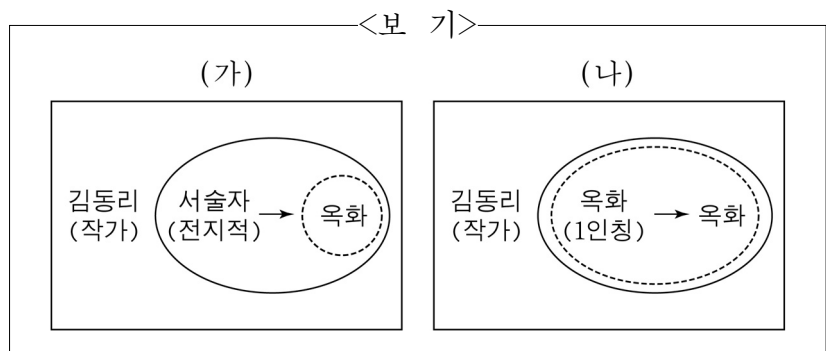 <보 기>
(가)
(나)
김동리
(작가)
서술자
(전지적)
옥화
김동리
(작가)
옥화
(1인칭)
옥화